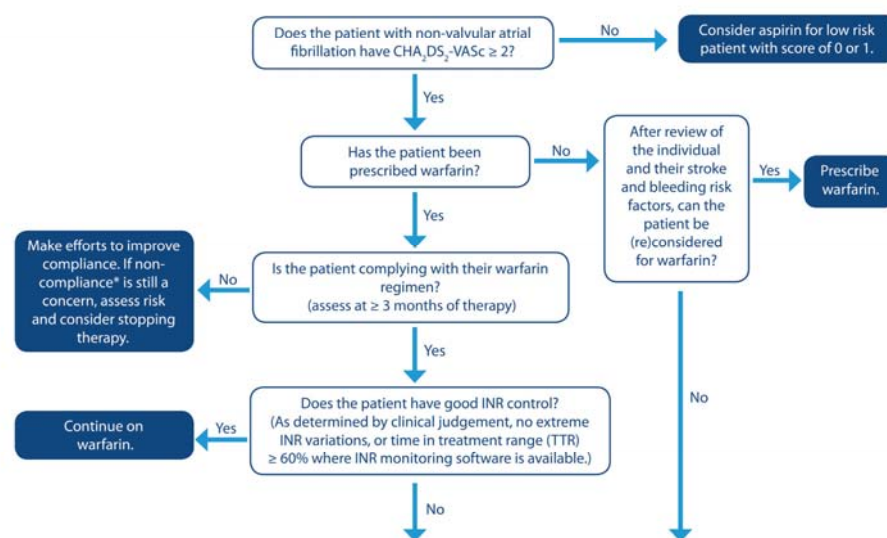 Does the patient with non-valvular atrial
fibrillation have CHA₂DS₂-VASc ≥ 2?
No
Consider aspirin for low risk
patient with score of 0 or 1.
Yes
Has the patient been
prescribed warfarin?
No
After review of
the individual
and their stroke
and bleeding risk
factors, can the
patient be
(re)considered
for warfarin?
Yes
Prescribe
warfarin.
Yes
Make efforts to improve
compliance. If non-
compliance* is still a
concern, assess risk
and consider stopping
therapy.
No
Is the patient complying with their warfarin
regimen?
(assess at ≥ 3 months of therapy)
Yes
Continue on
warfarin.
Yes
Does the patient have good INR control?
(As determined by clinical judgement, no extreme
INR variations, or time in treatment range (TTR)
≥ 60% where INR monitoring software is available.)
No
No